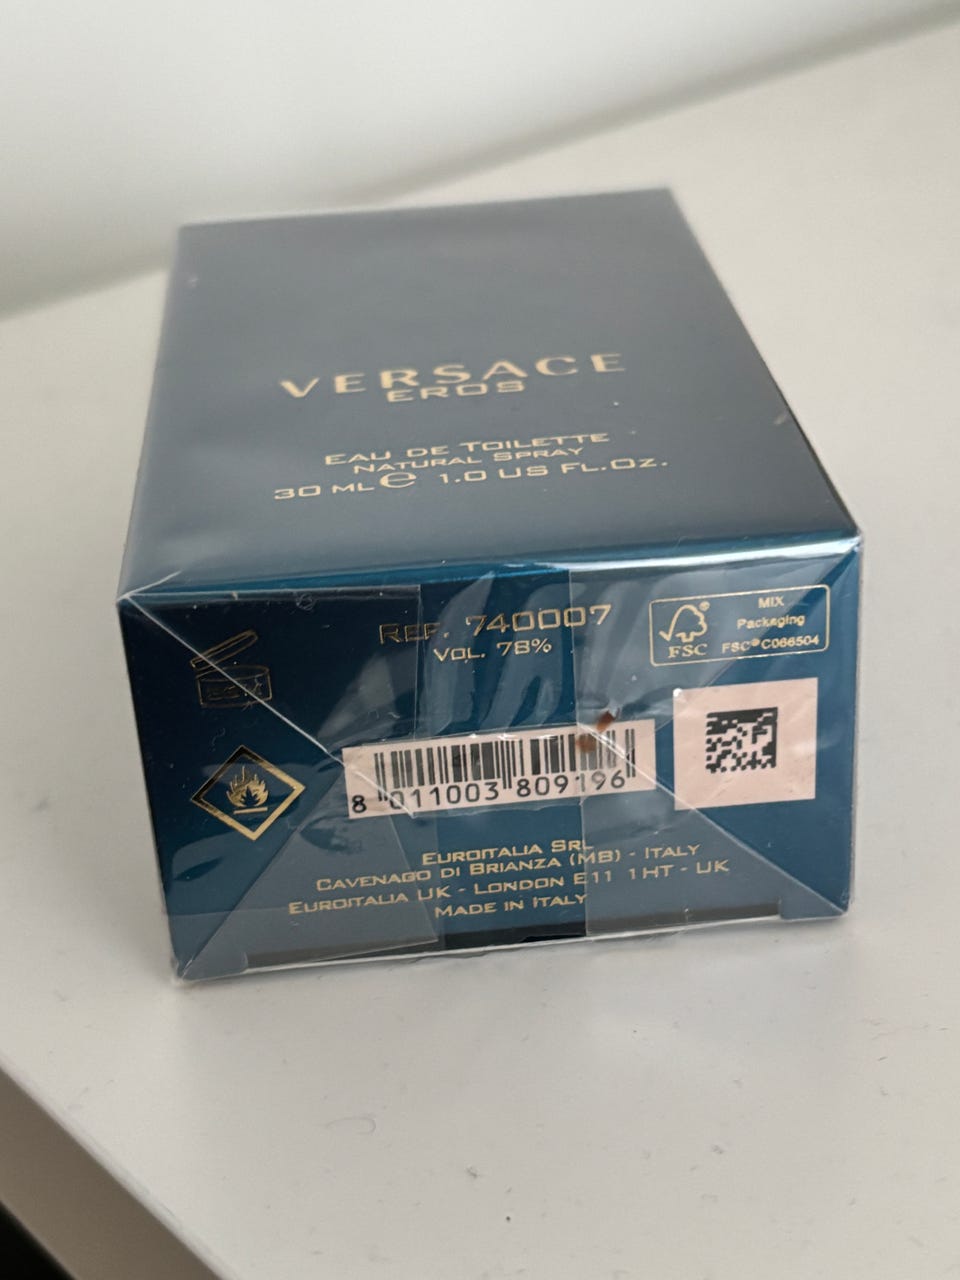 VERSACE
EROS
EAU DE TOILETTE
NATURAL SPRAY
30 ML e 1.0 US FL.OZ.
REF. 740007
VOL. 78%
FSC®
MIX
Packaging
FSC® C066504
8 011003 809196
EUROITALIA SRL
CAVENAGO DI BRIANZA (MB) - ITALY
EUROITALIA UK - LONDON E11 1HT - UK
MADE IN ITALY